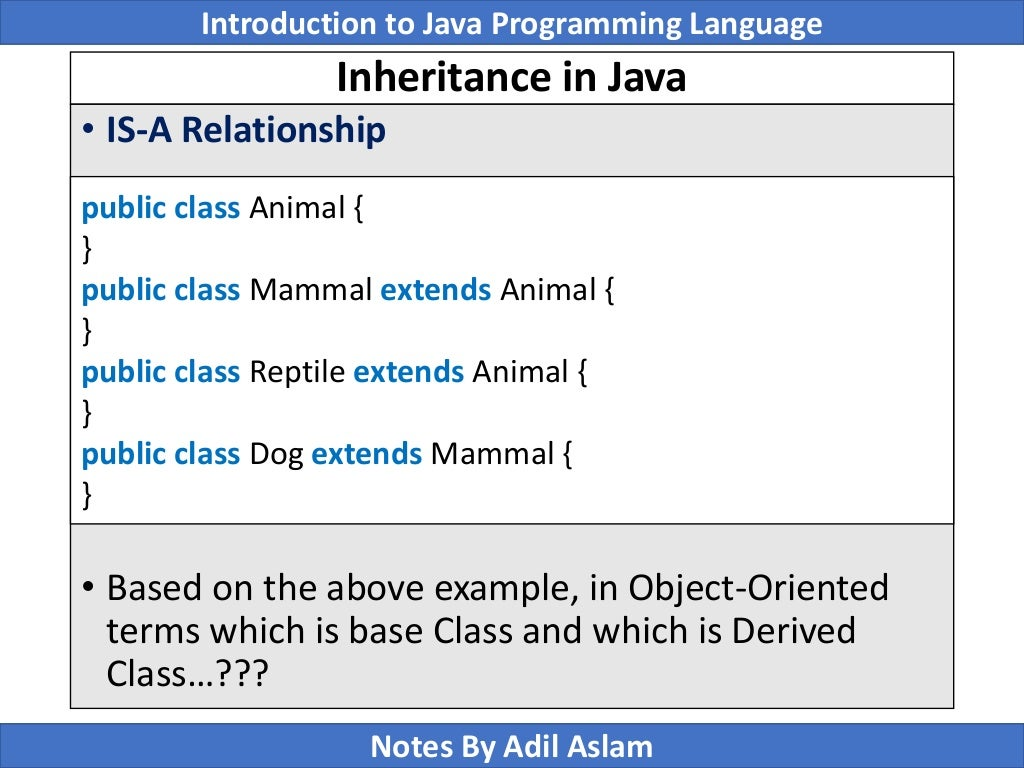 Introduction to Java Programming Language
Inheritance in Java
• IS-A Relationship
public class Animal {
}
public class Mammal extends Animal {
}
public class Reptile extends Animal {
}
public class Dog extends Mammal {
}
• Based on the above example, in Object-Oriented
terms which is base Class and which is Derived
Class…???
Notes By Adil Aslam